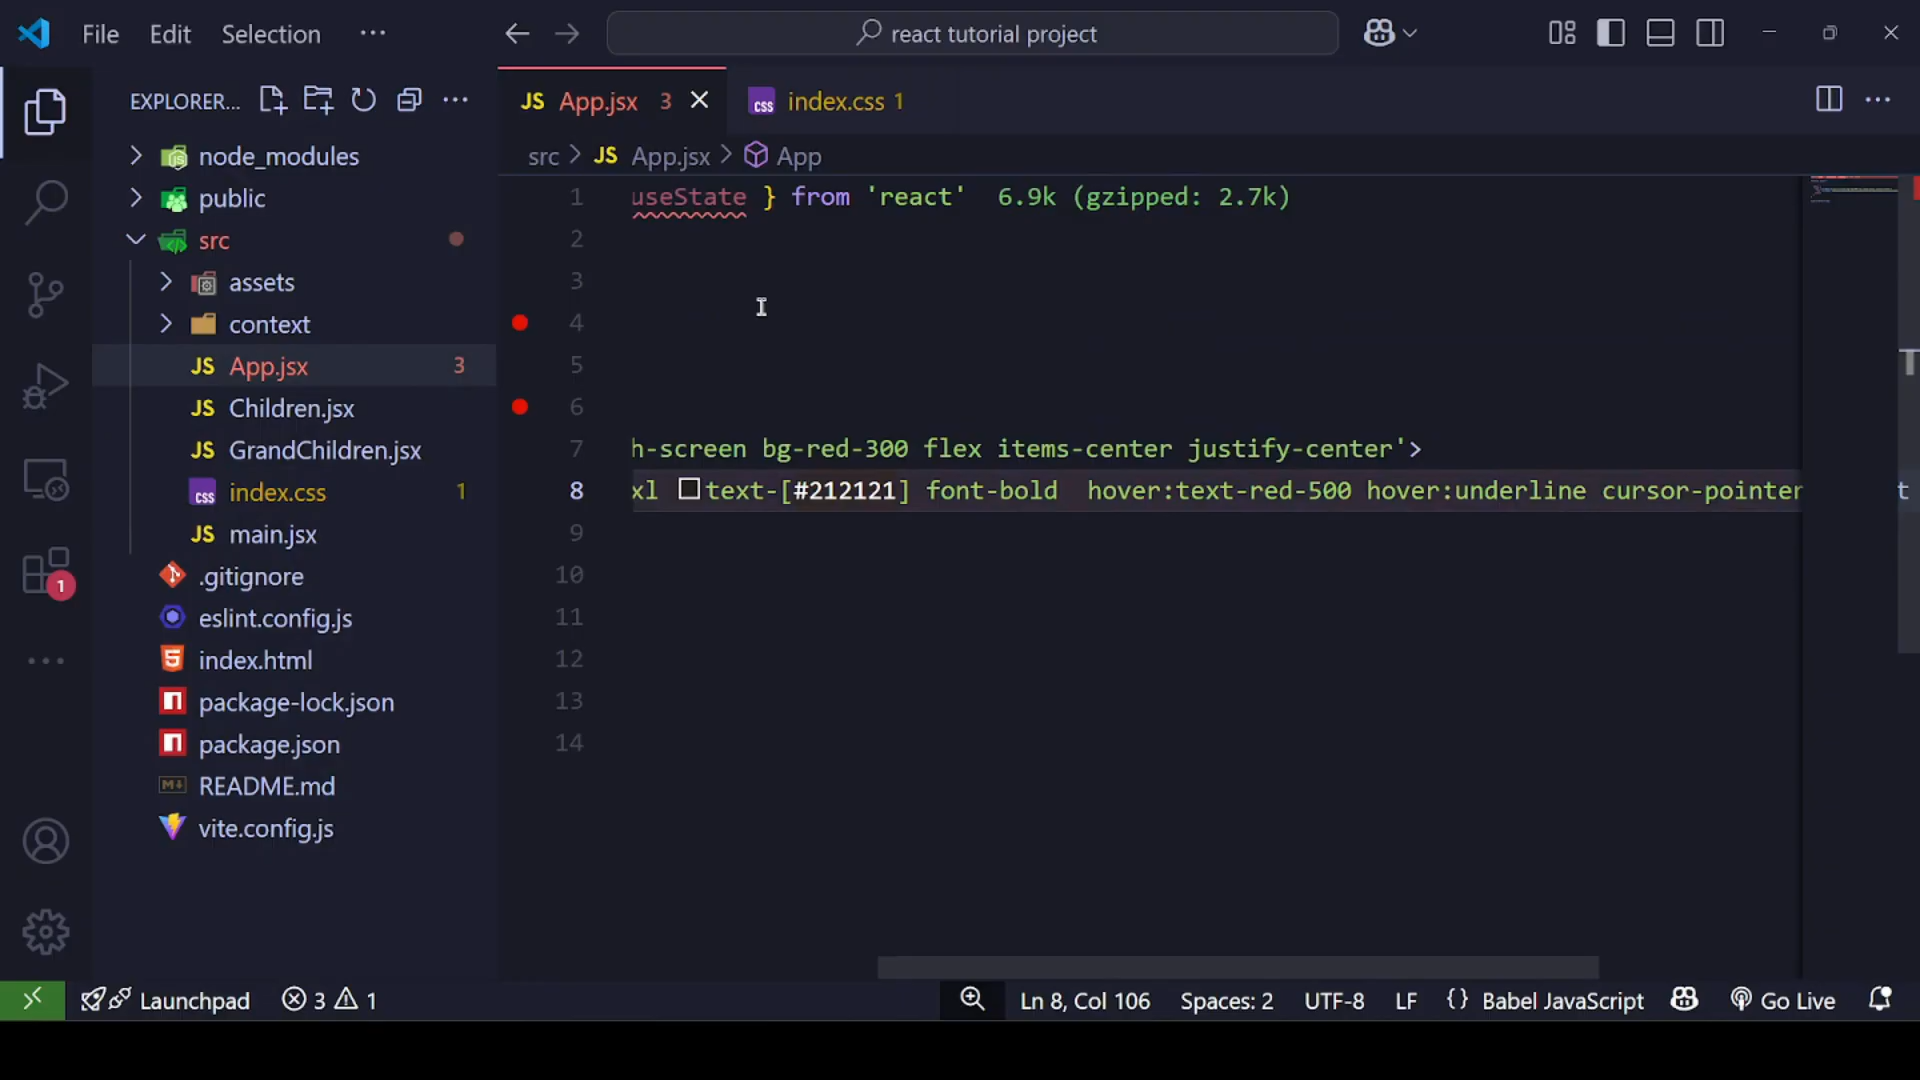 File Edit Selection ···
react tutorial project
EXPLORER...
node_modules
public
src
assets
context
App.jsx 3
Children.jsx
GrandChildren.jsx
index.css 1
main.jsx
.gitignore
eslint.config.js
index.html
package-lock.json
package.json
README.md
vite.config.js
1
JS App.jsx 3
css index.css 1
src > JS App.jsx > App
1 useState } from 'react' 6.9k (gzipped: 2.7k)
2
3
4
5
6
7 h-screen bg-red-300 flex items-center justify-center'>
8 xl text-[#212121] font-bold  hover:text-red-500 hover:underline cursor-pointer
9
10
11
12
13
14
Launchpad 3 1
Ln 8, Col 106 Spaces: 2 UTF-8 LF {} Babel JavaScript Go Live